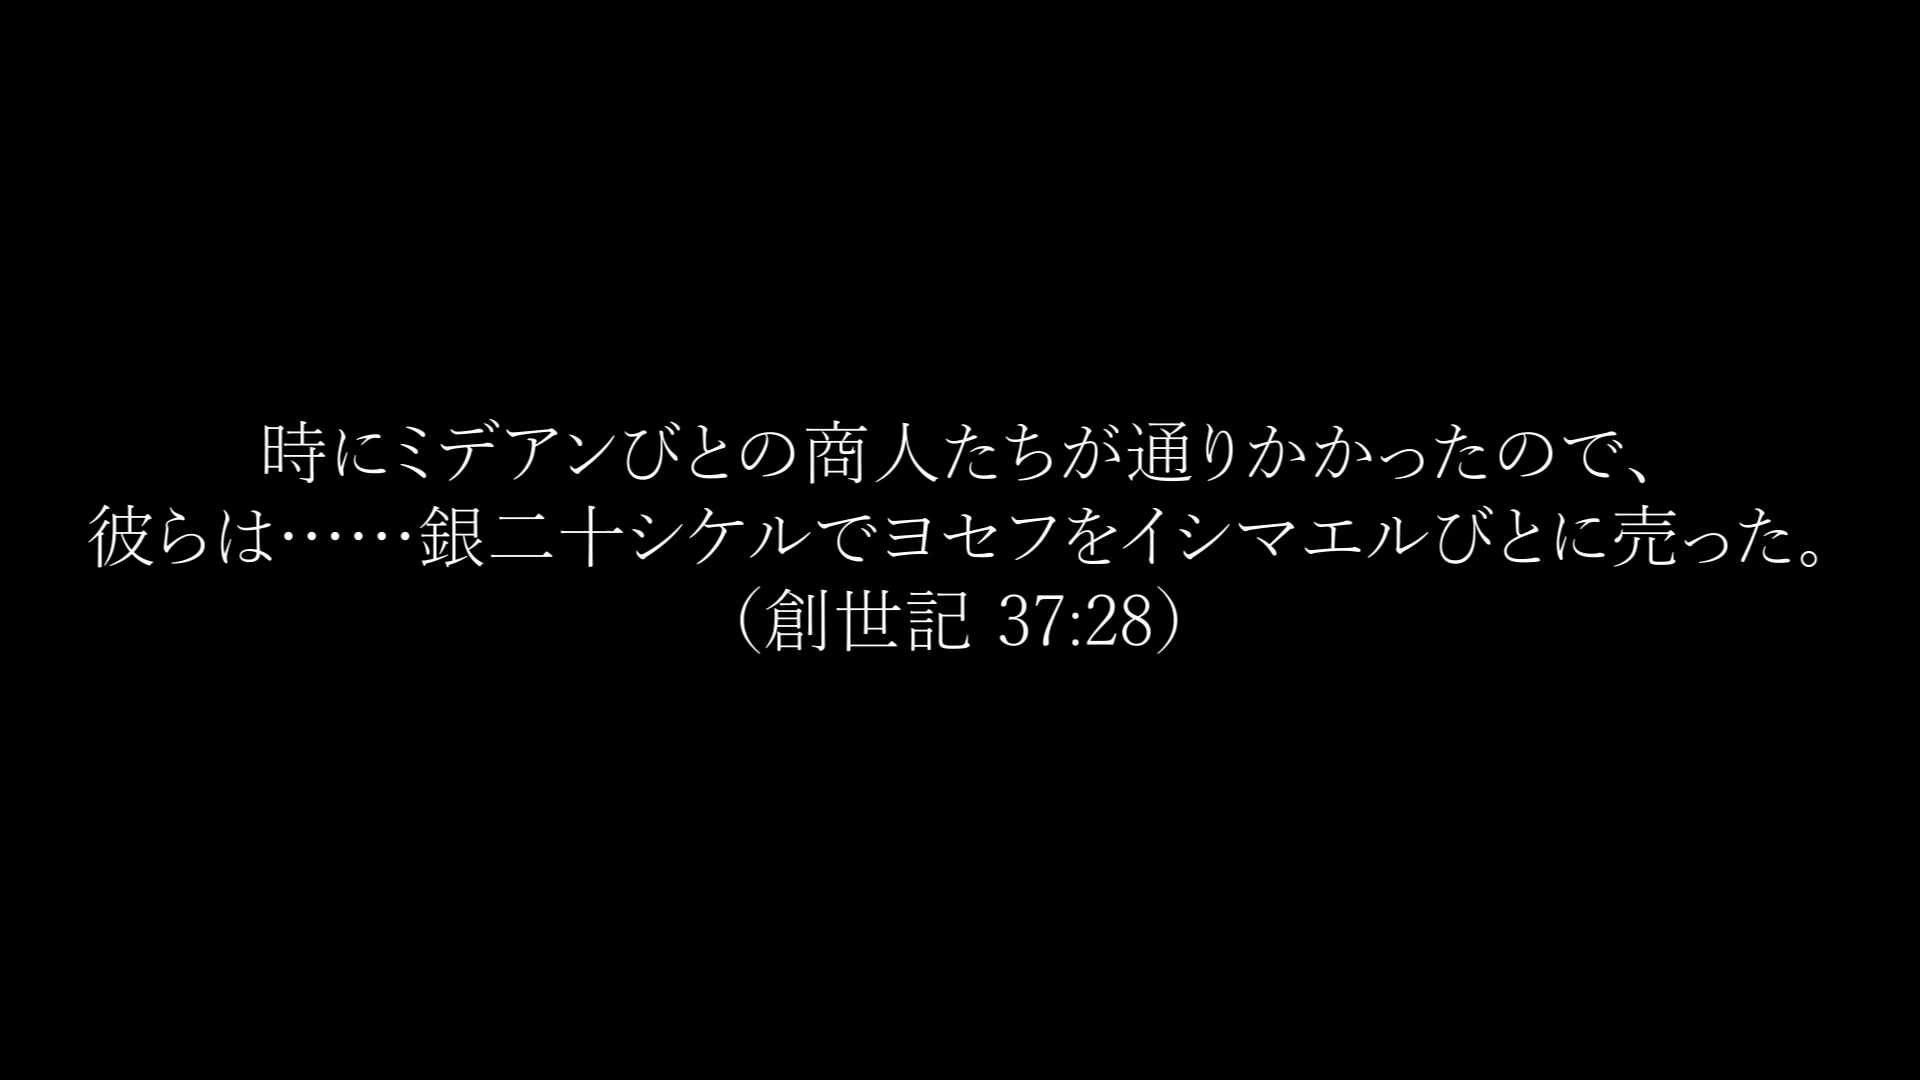 時にミデアンびとの商人たちが通りかかったので、
彼らは……銀二十シケルでヨセフをイシマエルびとに売った。
（創世記 37:28）